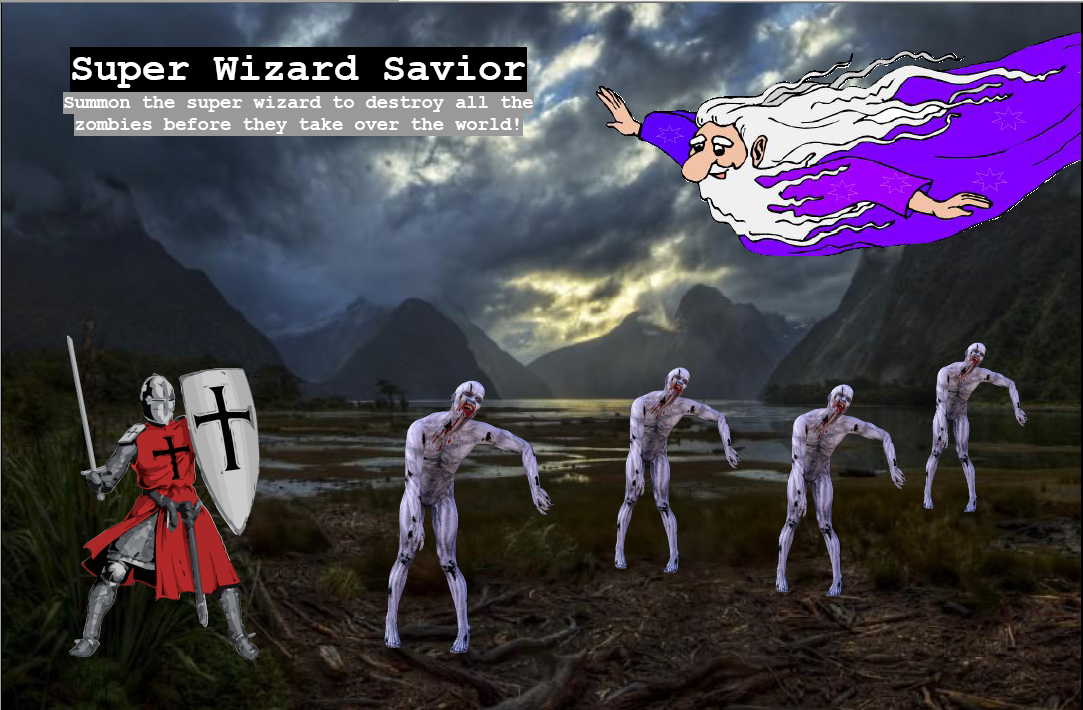 Super Wizard Savior
Summon the super wizard to destroy all the
zombies before they take over the world!